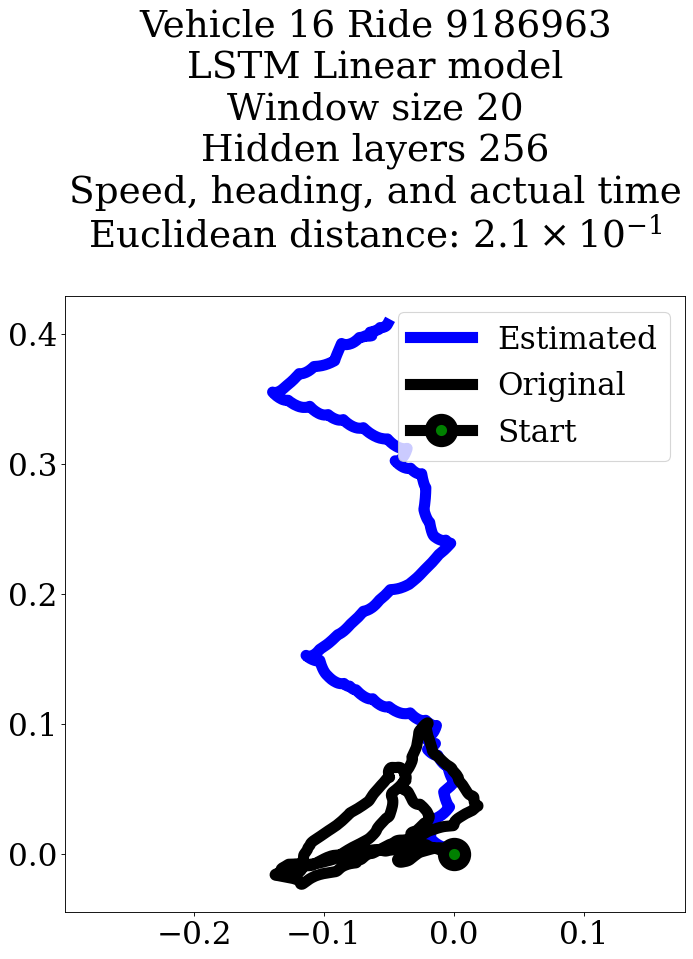 Vehicle 16 Ride 9186963
LSTM Linear model
Window size 20
Hidden layers 256
Speed, heading, and actual time
Euclidean distance: 2.1 × 10⁻¹
Estimated
Original
Start
0.4
0.3
0.2
0.1
0.0
−0.2
−0.1
0.0
0.1